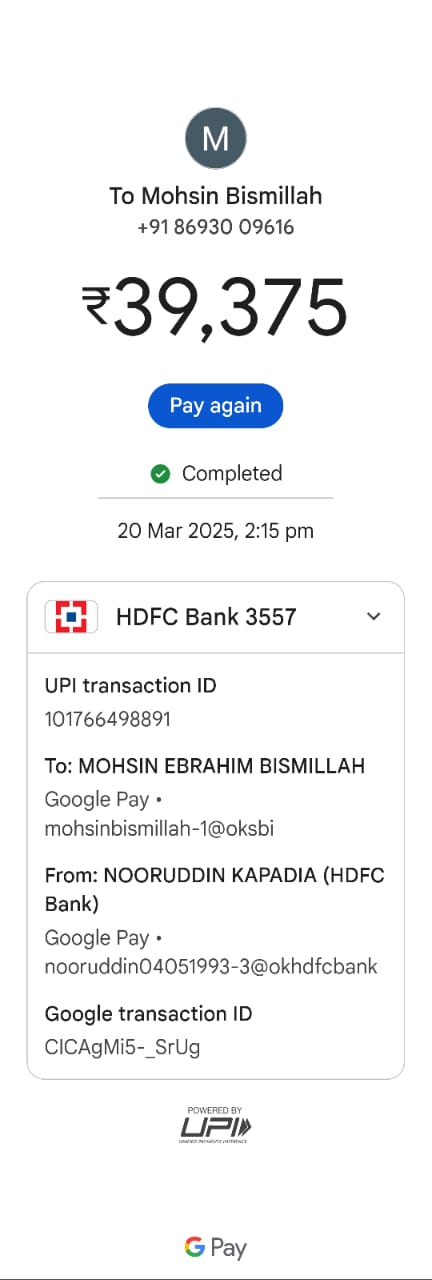 M
To Mohsin Bismillah
+91 86930 09616
₹39,375
Pay again
Completed
20 Mar 2025, 2:15 pm
HDFC Bank 3557
UPI transaction ID
101766498891
To: MOHSIN EBRAHIM BISMILLAH
Google Pay •
mohsinbismillah-1@oksbi
From: NOORUDDIN KAPADIA (HDFC
Bank)
Google Pay •
nooruddin04051993-3@okhdfcbank
Google transaction ID
CICAgMi5-_SrUg
POWERED BY
UPI
UNIFIED PAYMENTS INTERFACE
G Pay